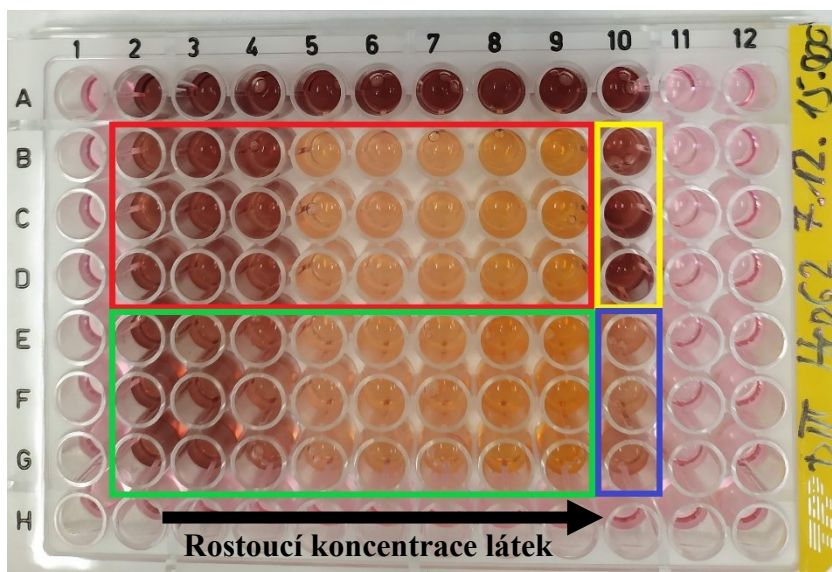 1 2 3 4 5 6 7 8 9 10 11 12
A
B
C
D
E
F
G
H
Rostoucí koncentrace látek
7.12. 15.000
HepG2